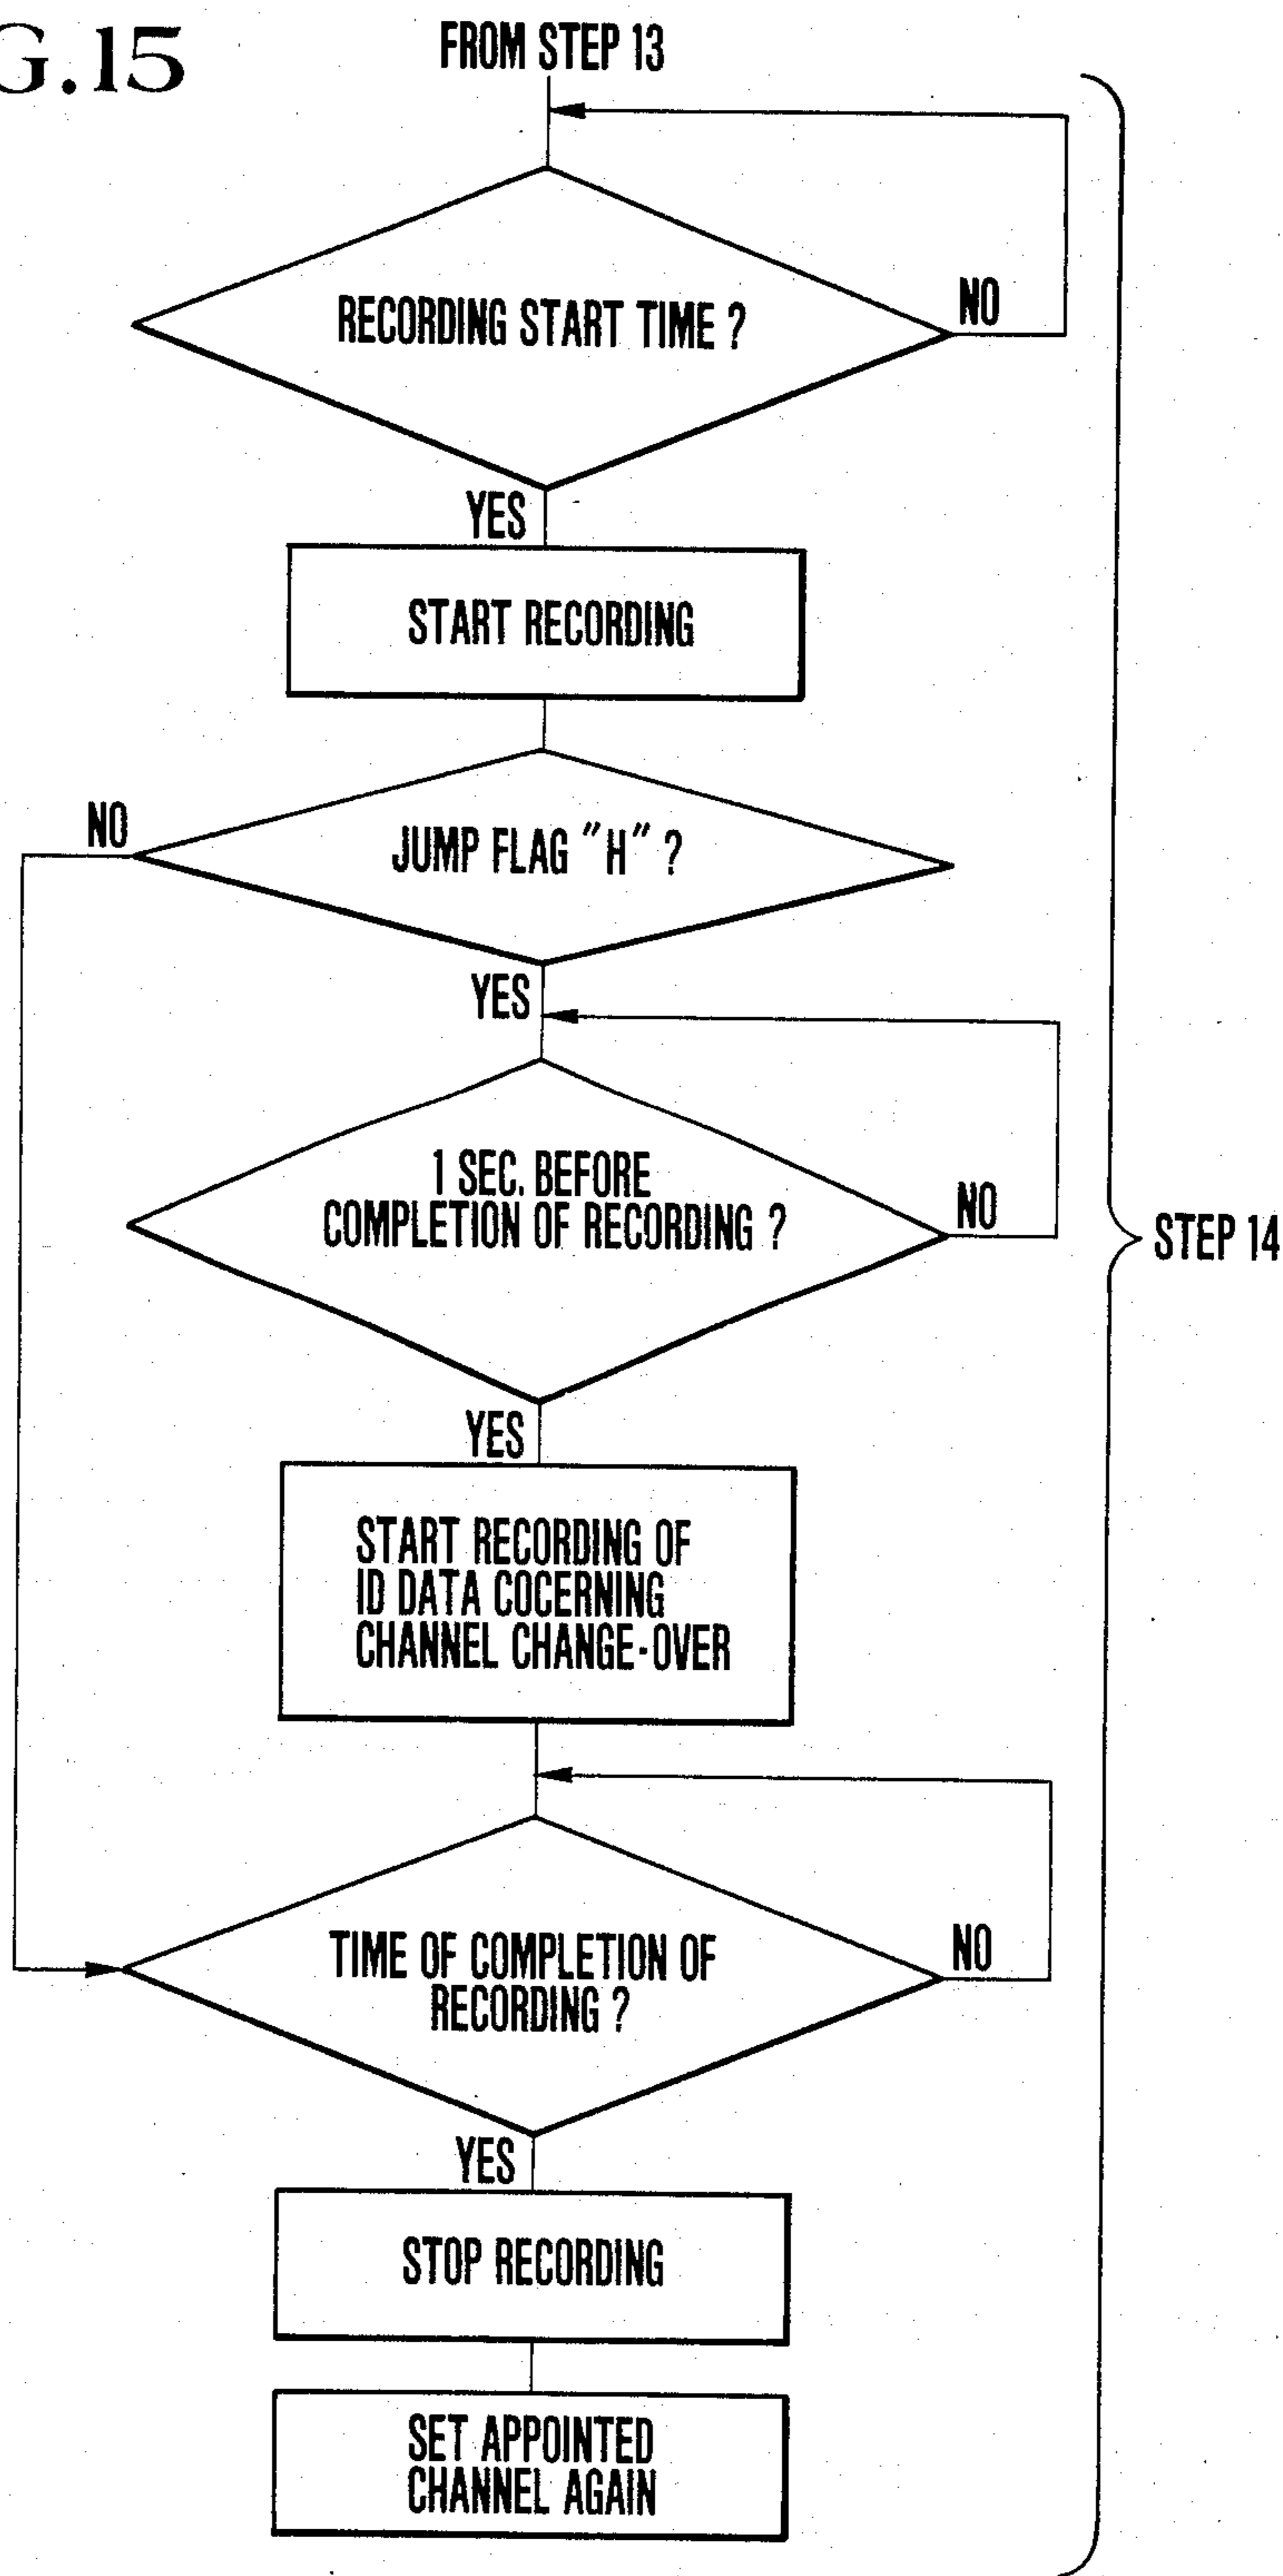 G.15
FROM STEP 13
RECORDING START TIME ?
NO
YES
START RECORDING
NO
JUMP FLAG "H" ?
YES
1 SEC. BEFORE
COMPLETION OF RECORDING ?
NO
STEP 14
YES
START RECORDING OF
ID DATA COCERNING
CHANNEL CHANGE-OVER
TIME OF COMPLETION OF
RECORDING ?
NO
YES
STOP RECORDING
SET APPOINTED
CHANNEL AGAIN